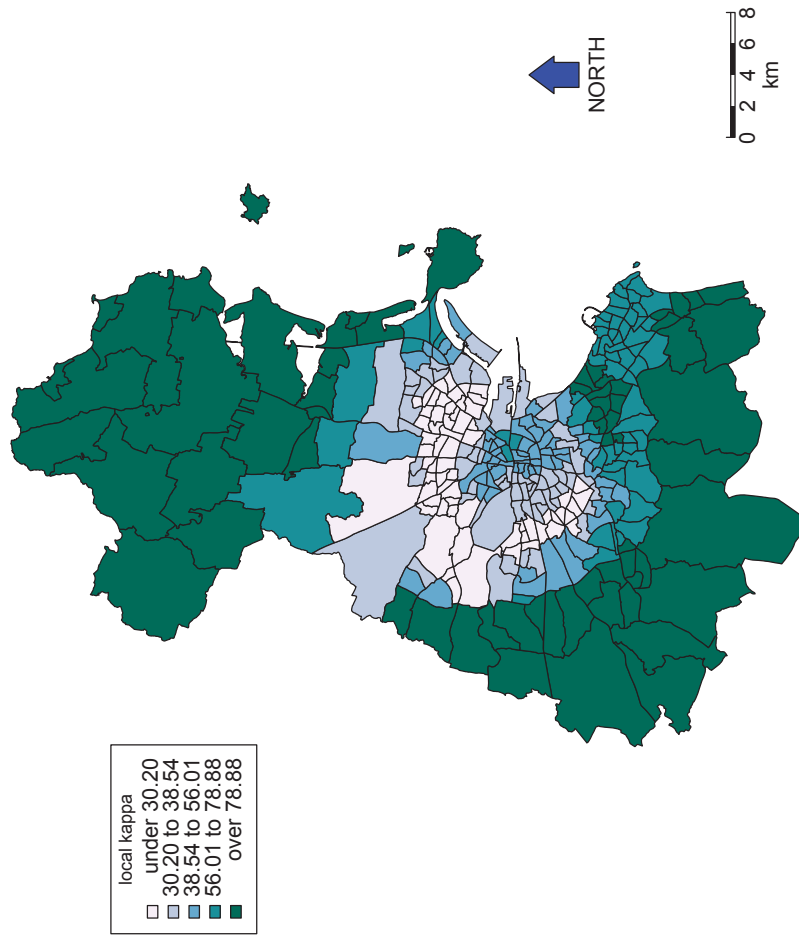 local kappa
under 30.20
30.20 to 38.54
38.54 to 56.01
56.01 to 78.88
over 78.88
NORTH
0 2 4 6 8
km